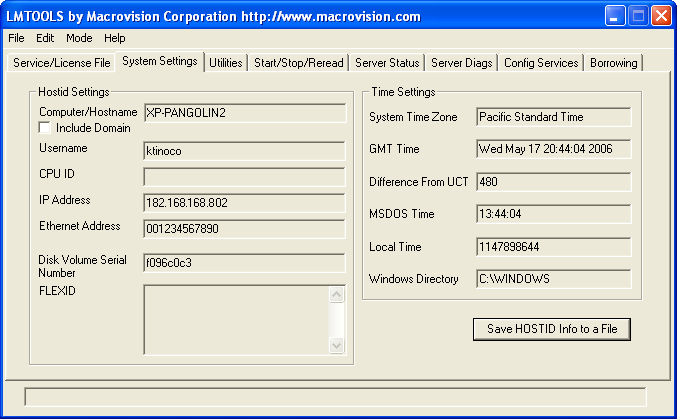 LMTOOLS by Macrovision Corporation http://www.macrovision.com
File Edit Mode Help
Service/License File System Settings Utilities Start/Stop/Reread Server Status Server Diags Config Services Borrowing
Hostid Settings
Computer/Hostname XP-PANGOLIN2
Include Domain
Username ktinoco
CPU ID
IP Address 182.168.168.802
Ethernet Address 001234567890
Disk Volume Serial
Number f096c0c3
FLEXID
Time Settings
System Time Zone Pacific Standard Time
GMT Time Wed May 17 20:44:04 2006
Difference From UCT 480
MSDOS Time 13:44:04
Local Time 1147898644
Windows Directory C:\WINDOWS
Save HOSTID Info to a File